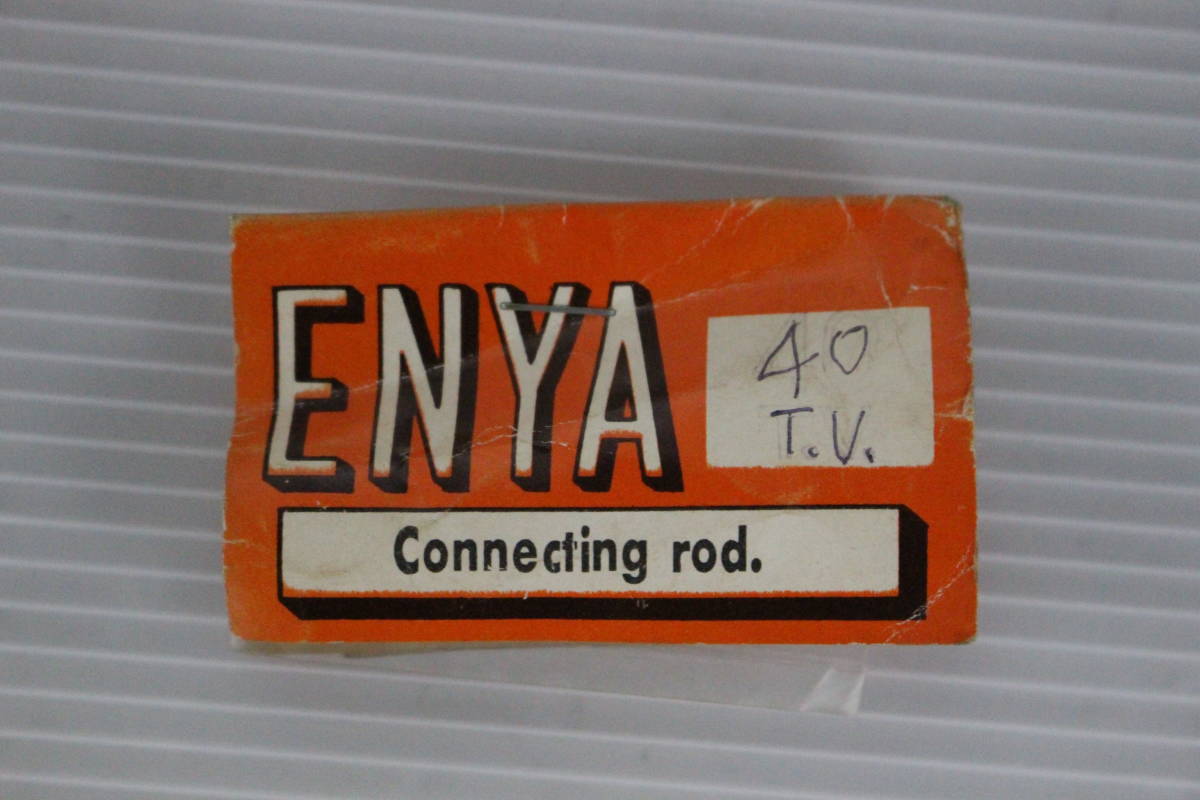 ENYA
40
T.V.
Connecting rod.